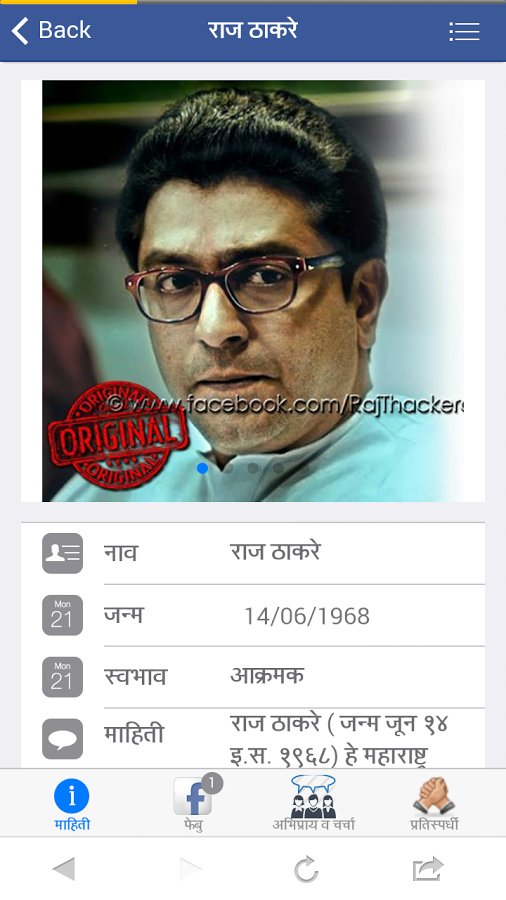 Back
राज ठाकरे
ORIGINAL
© www.facebook.com/RajThackera
ORIGINAL
ORIGINAL
नाव
राज ठाकरे
Mon
21
जन्म
14/06/1968
Mon
21
स्वभाव
आक्रमक
माहिती
राज ठाकरे ( जन्म जून १४
इ.स. १९६८) हे महाराष्ट्र
i
माहिती
f
1
फेबु
अभिप्राय व चर्चा
प्रतिस्पर्धी